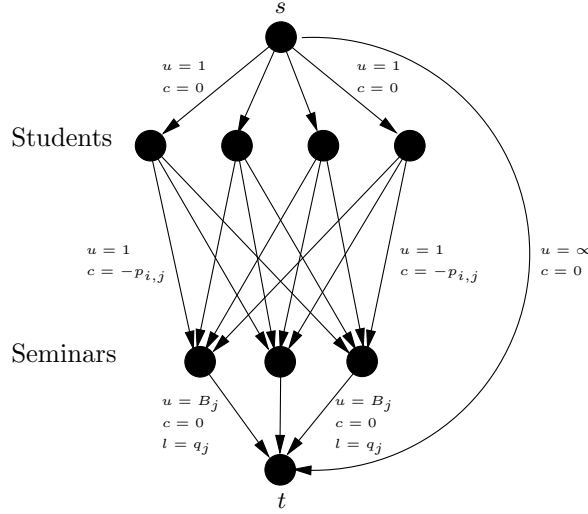 s
u = 1
c = 0
u = 1
c = 0
Students
u = 1
c = −p_{i,j}
u = 1
c = −p_{i,j}
u = ∞
c = 0
Seminars
u = B_j
c = 0
l = q_j
u = B_j
c = 0
l = q_j
t